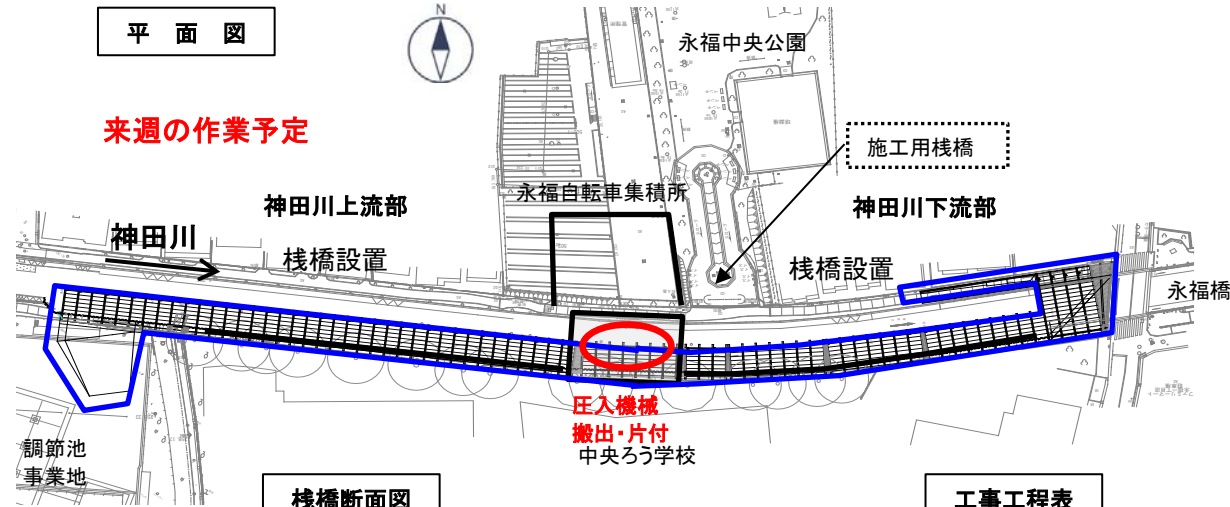 平 面 図
N
永福中央公園
来週の作業予定
施工用桟橋
永福自転車集積所
神田川上流部
神田川下流部
神田川
桟橋設置
桟橋設置
永福橋
圧入機械
搬出・片付
中央ろう学校
調節池
事業地
桟橋断面図
工事工程表